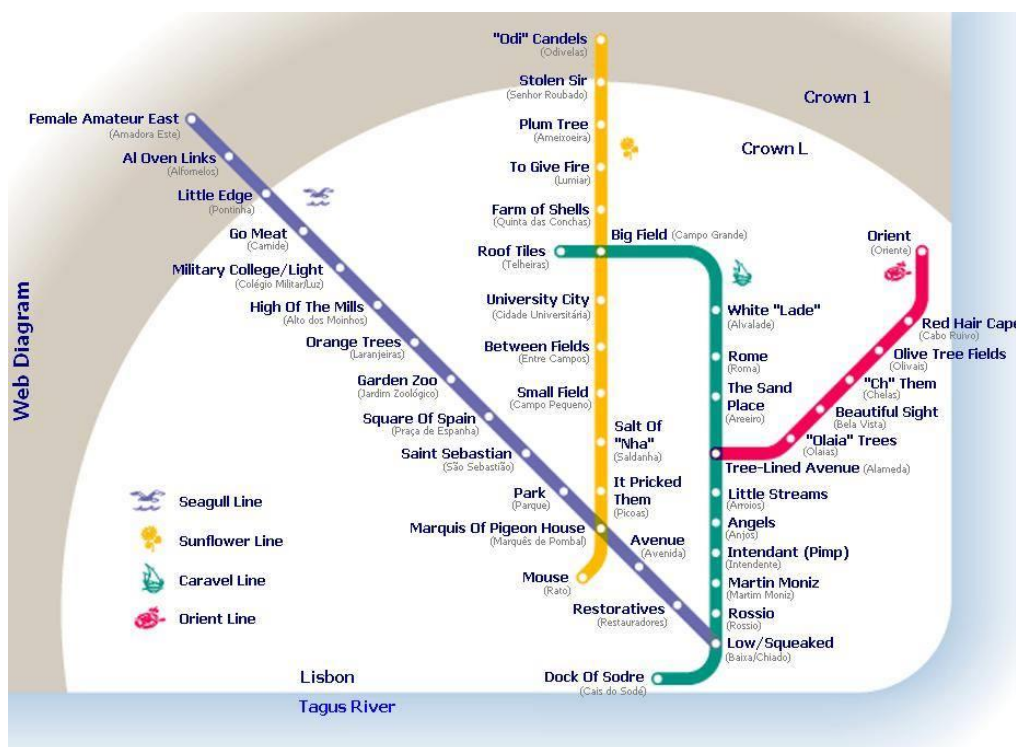 "Odi" Candels
(Odivelas)
Stolen Sir
(Senhor Roubado)
Crown 1
Female Amateur East
(Amadora Este)
Plum Tree
(Ameixoeira)
Crown L
Al Oven Links
(Alfornelos)
To Give Fire
(Lumiar)
Little Edge
(Pontinha)
Farm of Shells
(Quinta das Conchas)
Go Meat
(Carnide)
Big Field (Campo Grande)
Orient
(Oriente)
Roof Tiles
(Telheiras)
Military College/Light
(Colégio Militar/Luz)
High Of The Mills
(Alto dos Moinhos)
University City
(Cidade Universitária)
White "Lade"
(Alvalade)
Red Hair Cape
(Cabo Ruivo)
Web Diagram
Orange Trees
(Laranjeiras)
Between Fields
(Entre Campos)
Rome
(Roma)
Olive Tree Fields
(Olivais)
Garden Zoo
(Jardim Zoológico)
Small Field
(Campo Pequeno)
The Sand
Place
(Areeiro)
"Ch" Them
(Chelas)
Square Of Spain
(Praça de Espanha)
Beautiful Sight
(Bela Vista)
Salt Of
"Nha"
(Saldanha)
"Olaia" Trees
(Olaias)
Saint Sebastian
(São Sebastião)
Tree-Lined Avenue (Alameda)
Park
(Parque)
It Pricked
Them
(Picoas)
Little Streams
(Arroios)
Seagull Line
Marquis Of Pigeon House
(Marquês de Pombal)
Angels
(Anjos)
Sunflower Line
Avenue
(Avenida)
Intendant (Pimp)
(Intendente)
Caravel Line
Mouse
(Rato)
Martin Moniz
(Martim Moniz)
Orient Line
Restoratives
(Restauradores)
Rossio
(Rossio)
Low/Squeaked
(Baixa/Chiado)
Lisbon
Dock Of Sodre
(Cais do Sodé)
Tagus River